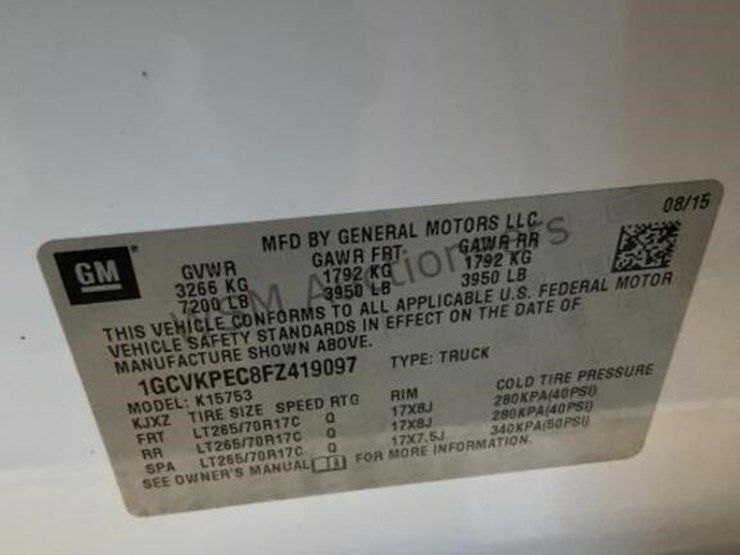 08/15
GM
MFD BY GENERAL MOTORS LLC
GVWR GAWR FRT GAWR RR
3266 KG 1792 KG 1792 KG
7200 LB 3950 LB 3950 LB
THIS VEHICLE CONFORMS TO ALL APPLICABLE U.S. FEDERAL MOTOR
VEHICLE SAFETY STANDARDS IN EFFECT ON THE DATE OF
MANUFACTURE SHOWN ABOVE.
1GCVKPEC8FZ419097 TYPE: TRUCK
MODEL: K15753
KJXZ TIRE SIZE SPEED RTG RIM COLD TIRE PRESSURE
FRT LT265/70R17C Q 17X8J 280KPA(40PSI)
RR LT265/70R17C Q 17X8J 280KPA(40PSI)
SPA LT265/70R17C Q 17X7.5J 340KPA(50PSI)
SEE OWNER'S MANUAL FOR MORE INFORMATION.